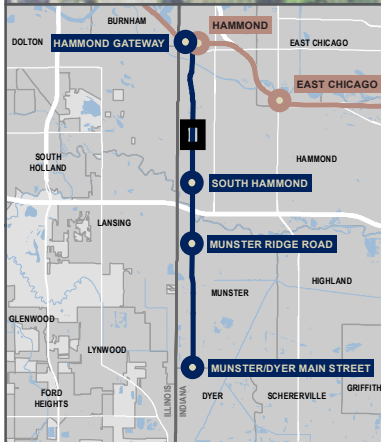 BURNHAM
HAMMOND
DOLTON
HAMMOND GATEWAY
EAST CHICAGO
EAST CHICAGO
SOUTH
HOLLAND
HAMMOND
SOUTH HAMMOND
LANSING
MUNSTER RIDGE ROAD
HIGHLAND
MUNSTER
GLENWOOD
LYNWOOD
MUNSTER/DYER MAIN STREET
FORD
HEIGHTS
ILLINOIS
INDIANA
DYER
SCHERERVILLE
GRIFFITH